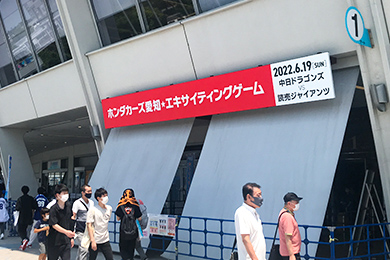 ホンダカーズ愛知★エキサイティングゲーム
2022.6.19(SUN)
中日ドラゴンズ
VS
読売ジャイアンツ
1